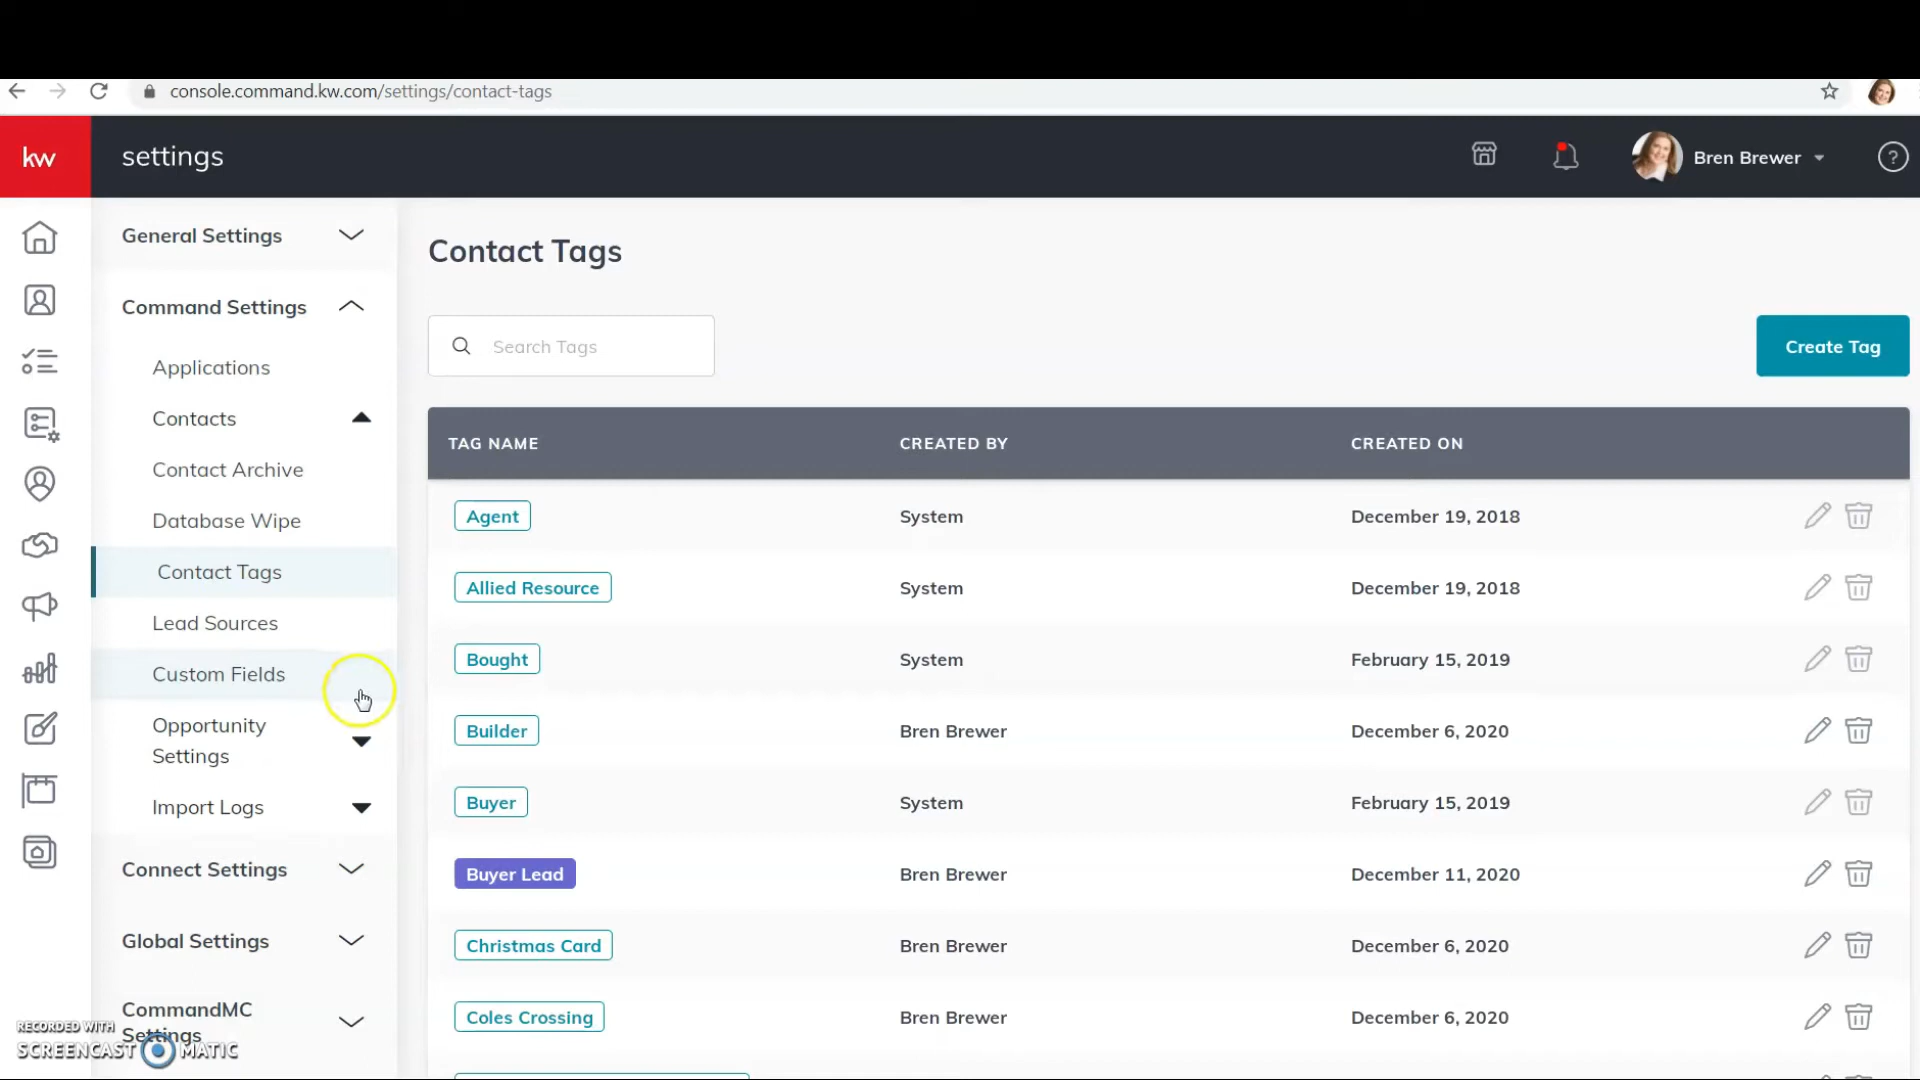 console.command.kw.com/settings/contact-tags
kw
settings
Bren Brewer
?
General Settings
Command Settings
Applications
Contacts
Contact Archive
Database Wipe
Contact Tags
Lead Sources
Custom Fields
Opportunity
Settings
Import Logs
Connect Settings
Global Settings
CommandMC
Settings
Contact Tags
Search Tags
Create Tag
TAG NAME CREATED BY CREATED ON
Agent System December 19, 2018
Allied Resource System December 19, 2018
Bought System February 15, 2019
Builder Bren Brewer December 6, 2020
Buyer System February 15, 2019
Buyer Lead Bren Brewer December 11, 2020
Christmas Card Bren Brewer December 6, 2020
Coles Crossing Bren Brewer December 6, 2020
RECORDED WITH
SCREENCAST MATIC